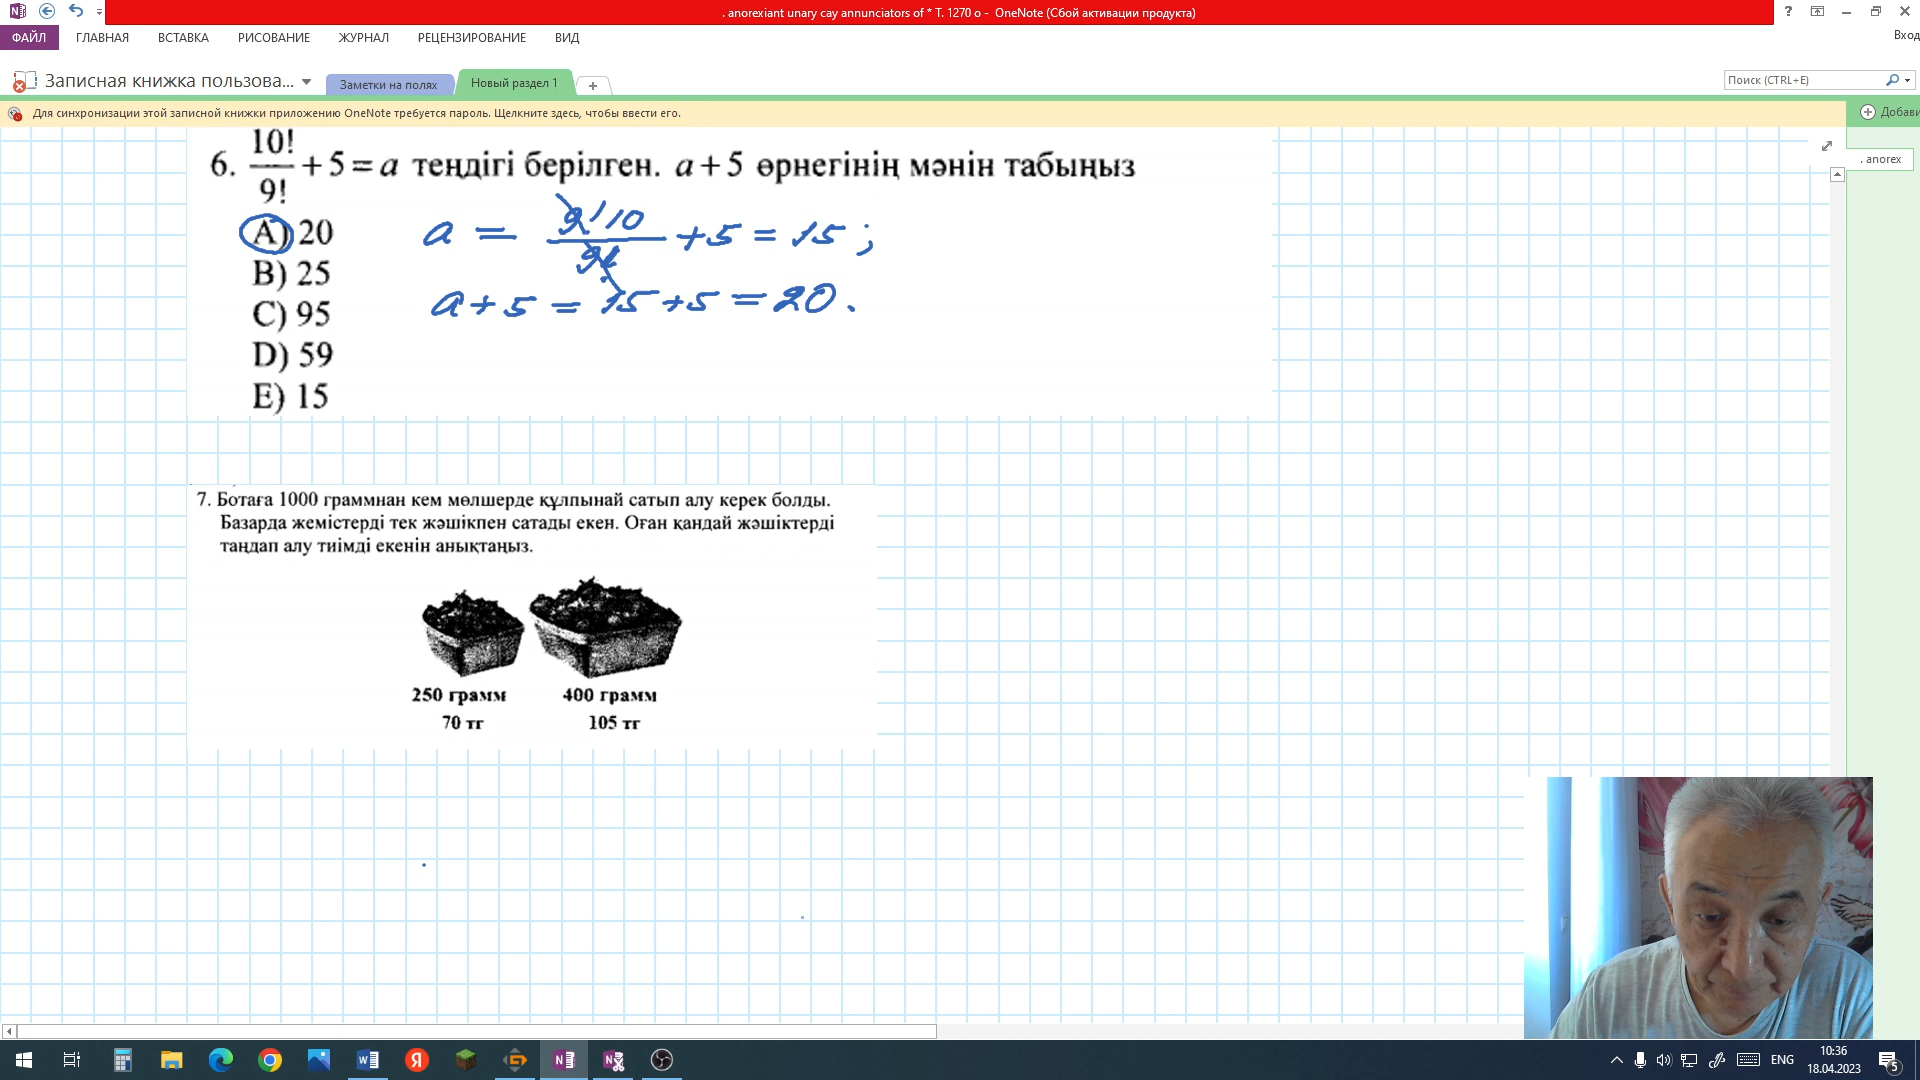 . anorexiant unary cay annunciators of * T. 1270 o - OneNote (Сбой активации продукта)
ФАЙЛ ГЛАВНАЯ ВСТАВКА РИСОВАНИЕ ЖУРНАЛ РЕЦЕНЗИРОВАНИЕ ВИД
Вход
Записная книжка пользова...
Заметки на полях
Новый раздел 1
Поиск (CTRL+E)
Для синхронизации этой записной книжки приложению OneNote требуется пароль. Щелкните здесь, чтобы ввести его.
Добави
. anorex
6. 10!/9! + 5 = a теңдігі берілген. a + 5 өрнегінің мәнін табыңыз
A) 20
B) 25
C) 95
D) 59
E) 15
a = 9!10/9! + 5 = 15 ;
a + 5 = 15 + 5 = 20 .
7. Ботаға 1000 граммнан кем мөлшерде құлпынай сатып алу керек болды.
Базарда жемістерді тек жәшікпен сатады екен. Оған қандай жәшіктерді
таңдап алу тиімді екенін анықтаңыз.
250 грамм 400 грамм
70 тг 105 тг
ENG
10:36
18.04.2023
5